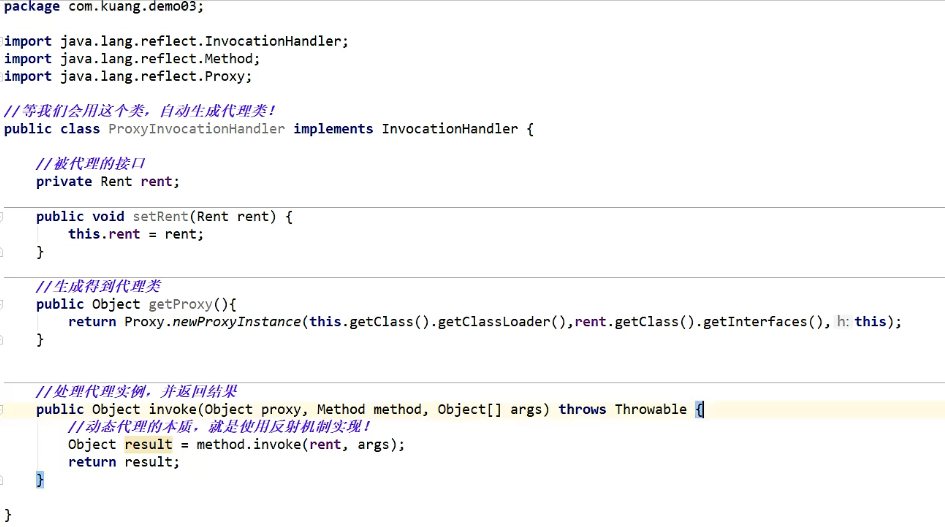 package com.kuang.demo03;
import java.lang.reflect.InvocationHandler;
import java.lang.reflect.Method;
import java.lang.reflect.Proxy;
//等我们会用这个类，自动生成代理类！
public class ProxyInvocationHandler implements InvocationHandler {
//被代理的接口
private Rent rent;
public void setRent(Rent rent) {
this.rent = rent;
}
//生成得到代理类
public Object getProxy(){
return Proxy.newProxyInstance(this.getClass().getClassLoader(),rent.getClass().getInterfaces(), h: this);
}
//处理代理实例，并返回结果
public Object invoke(Object proxy, Method method, Object[] args) throws Throwable {
//动态代理的本质，就是使用反射机制实现！
Object result = method.invoke(rent, args);
return result;
}
}